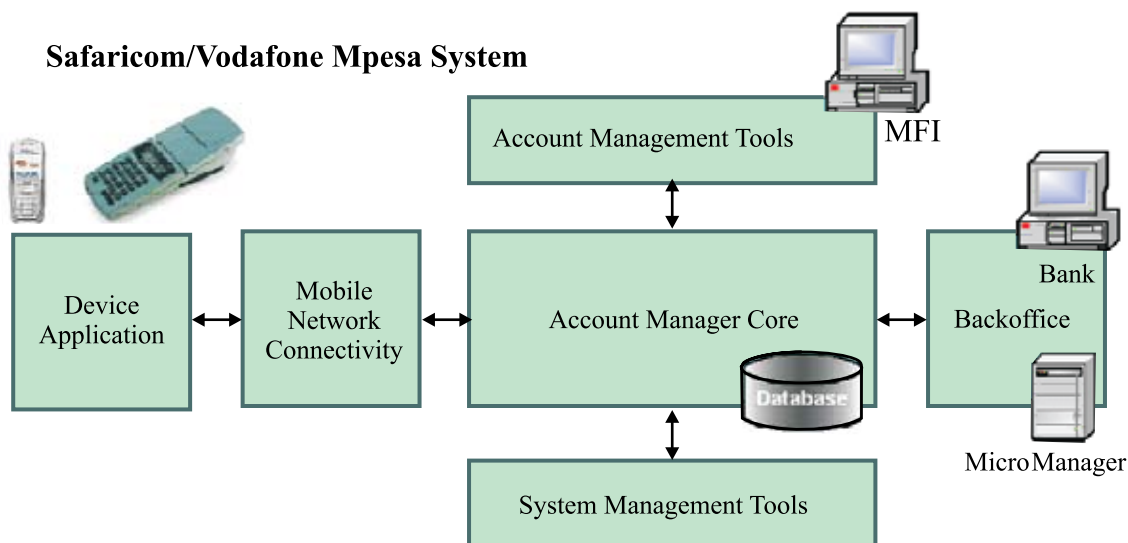 Safaricom/Vodafone Mpesa System
Account Management Tools
MFI
Device
Application
Mobile
Network
Connectivity
Account Manager Core
Database
Bank
Backoffice
MicroManager
System Management Tools